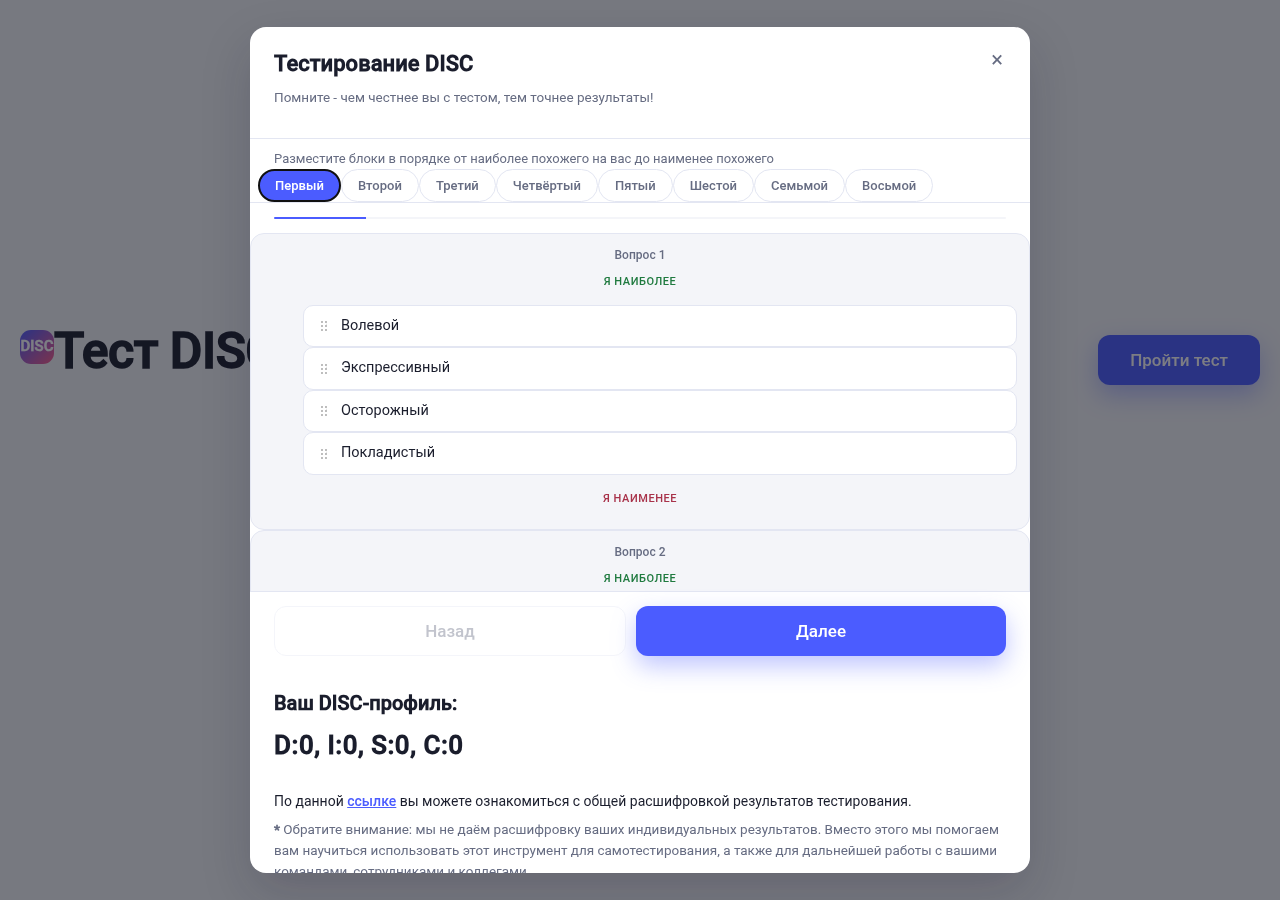 Тестирование DISC
×
Помните - чем честнее вы с тестом, тем точнее результаты!
Разместите блоки в порядке от наиболее похожего на вас до наименее похожего
Первый Второй Третий Четвёртый Пятый Шестой Семьмой Восьмой
Вопрос 1
Я НАИБОЛЕЕ
Волевой
Экспрессивный
Осторожный
Покладистый
Я НАИМЕНЕЕ
Вопрос 2
Я НАИБОЛЕЕ
Назад Далее
Ваш DISC-профиль:
D:0, I:0, S:0, C:0
По данной ссылке вы можете ознакомиться с общей расшифровкой результатов тестирования.
* Обратите внимание: мы не даём расшифровку ваших индивидуальных результатов. Вместо этого мы помогаем
вам научиться использовать этот инструмент для самотестирования, а также для дальнейшей работы с вашими
командами, сотрудниками и коллегами.
DISC Тест DISC
Пройти тест